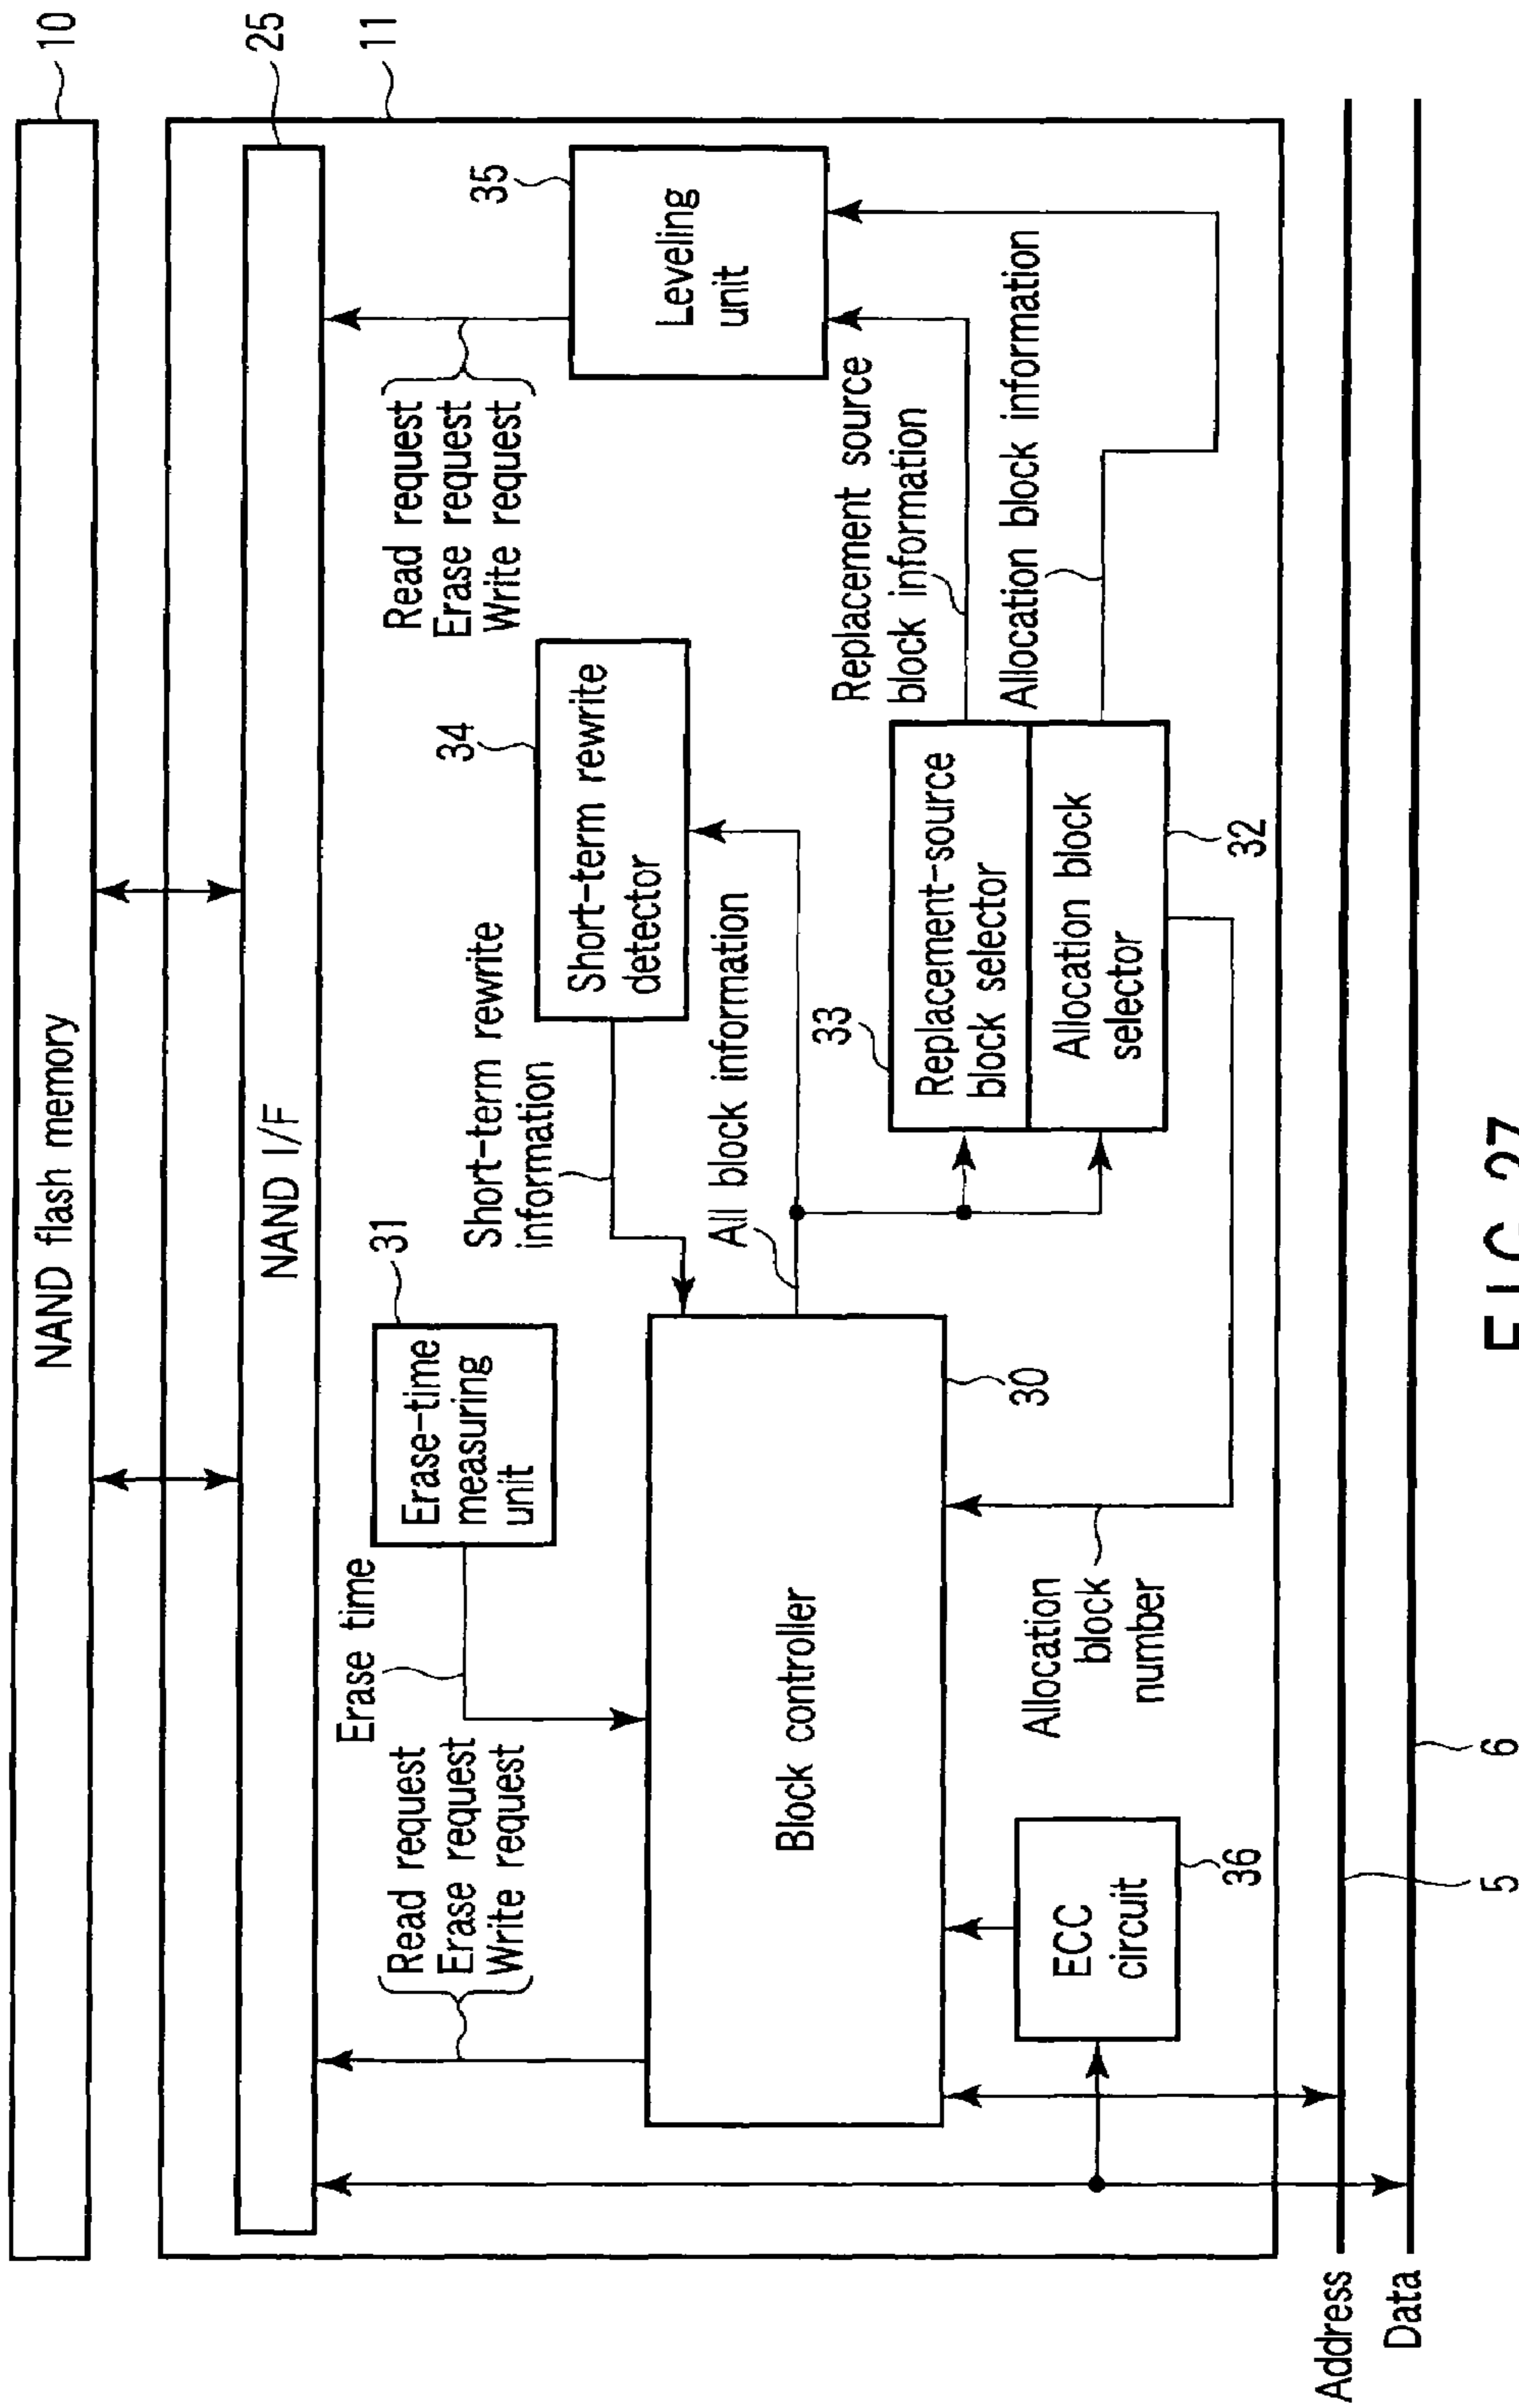 10
25
11
NAND flash memory
NAND I/F
Read request
Erase request
Write request
Erase time
31
Erase-time
measuring
unit
Short-term rewrite
information
34
Short-term rewrite
detector
Read request
Erase request
Write request
35
Leveling
unit
Block controller
30
All block information
33
Replacement-source
block selector
Allocation block
selector
32
Replacement source
block information
Allocation block information
Allocation
block
number
ECC
circuit
36
Address
Data
5
6